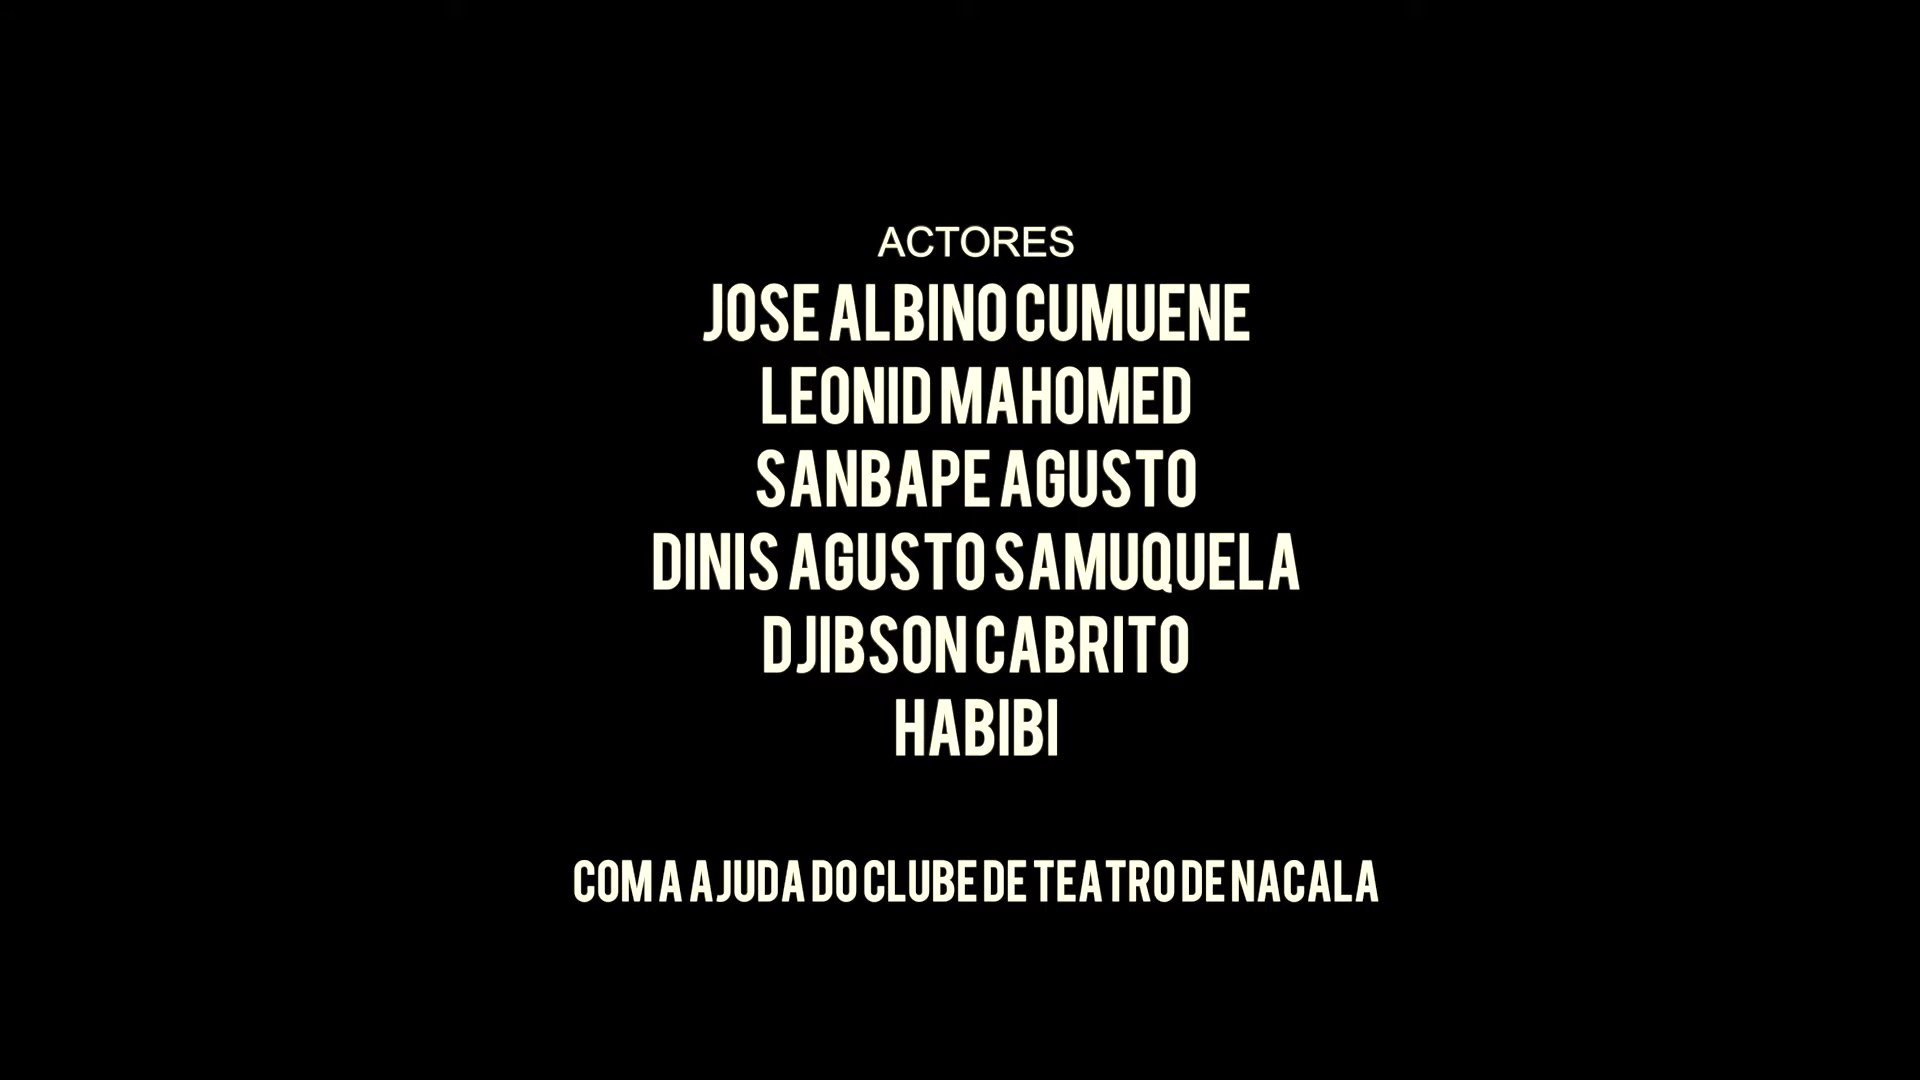 ACTORES
JOSE ALBINO CUMUENE
LEONID MAHOMED
SANBAPE AGUSTO
DINIS AGUSTO SAMUQUELA
DJIBSON CABRITO
HABIBI
COM A AJUDA DO CLUBE DE TEATRO DE NACALA